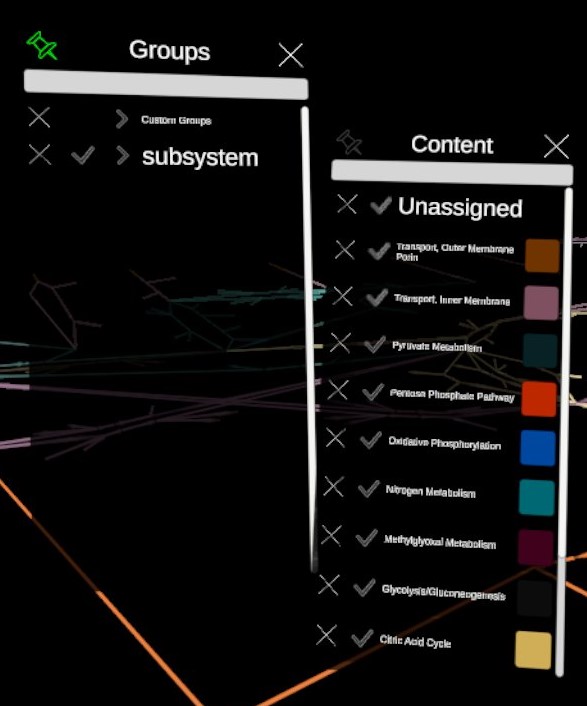 Groups
Custom Groups
subsystem
Content
Unassigned
Transport, Outer Membrane
Porin
Transport, Inner Membrane
Pyruvate Metabolism
Pentose Phosphate Pathway
Oxidative Phosphorylation
Nitrogen Metabolism
Methylglyoxal Metabolism
Glycolysis/Gluconeogenesis
Citric Acid Cycle